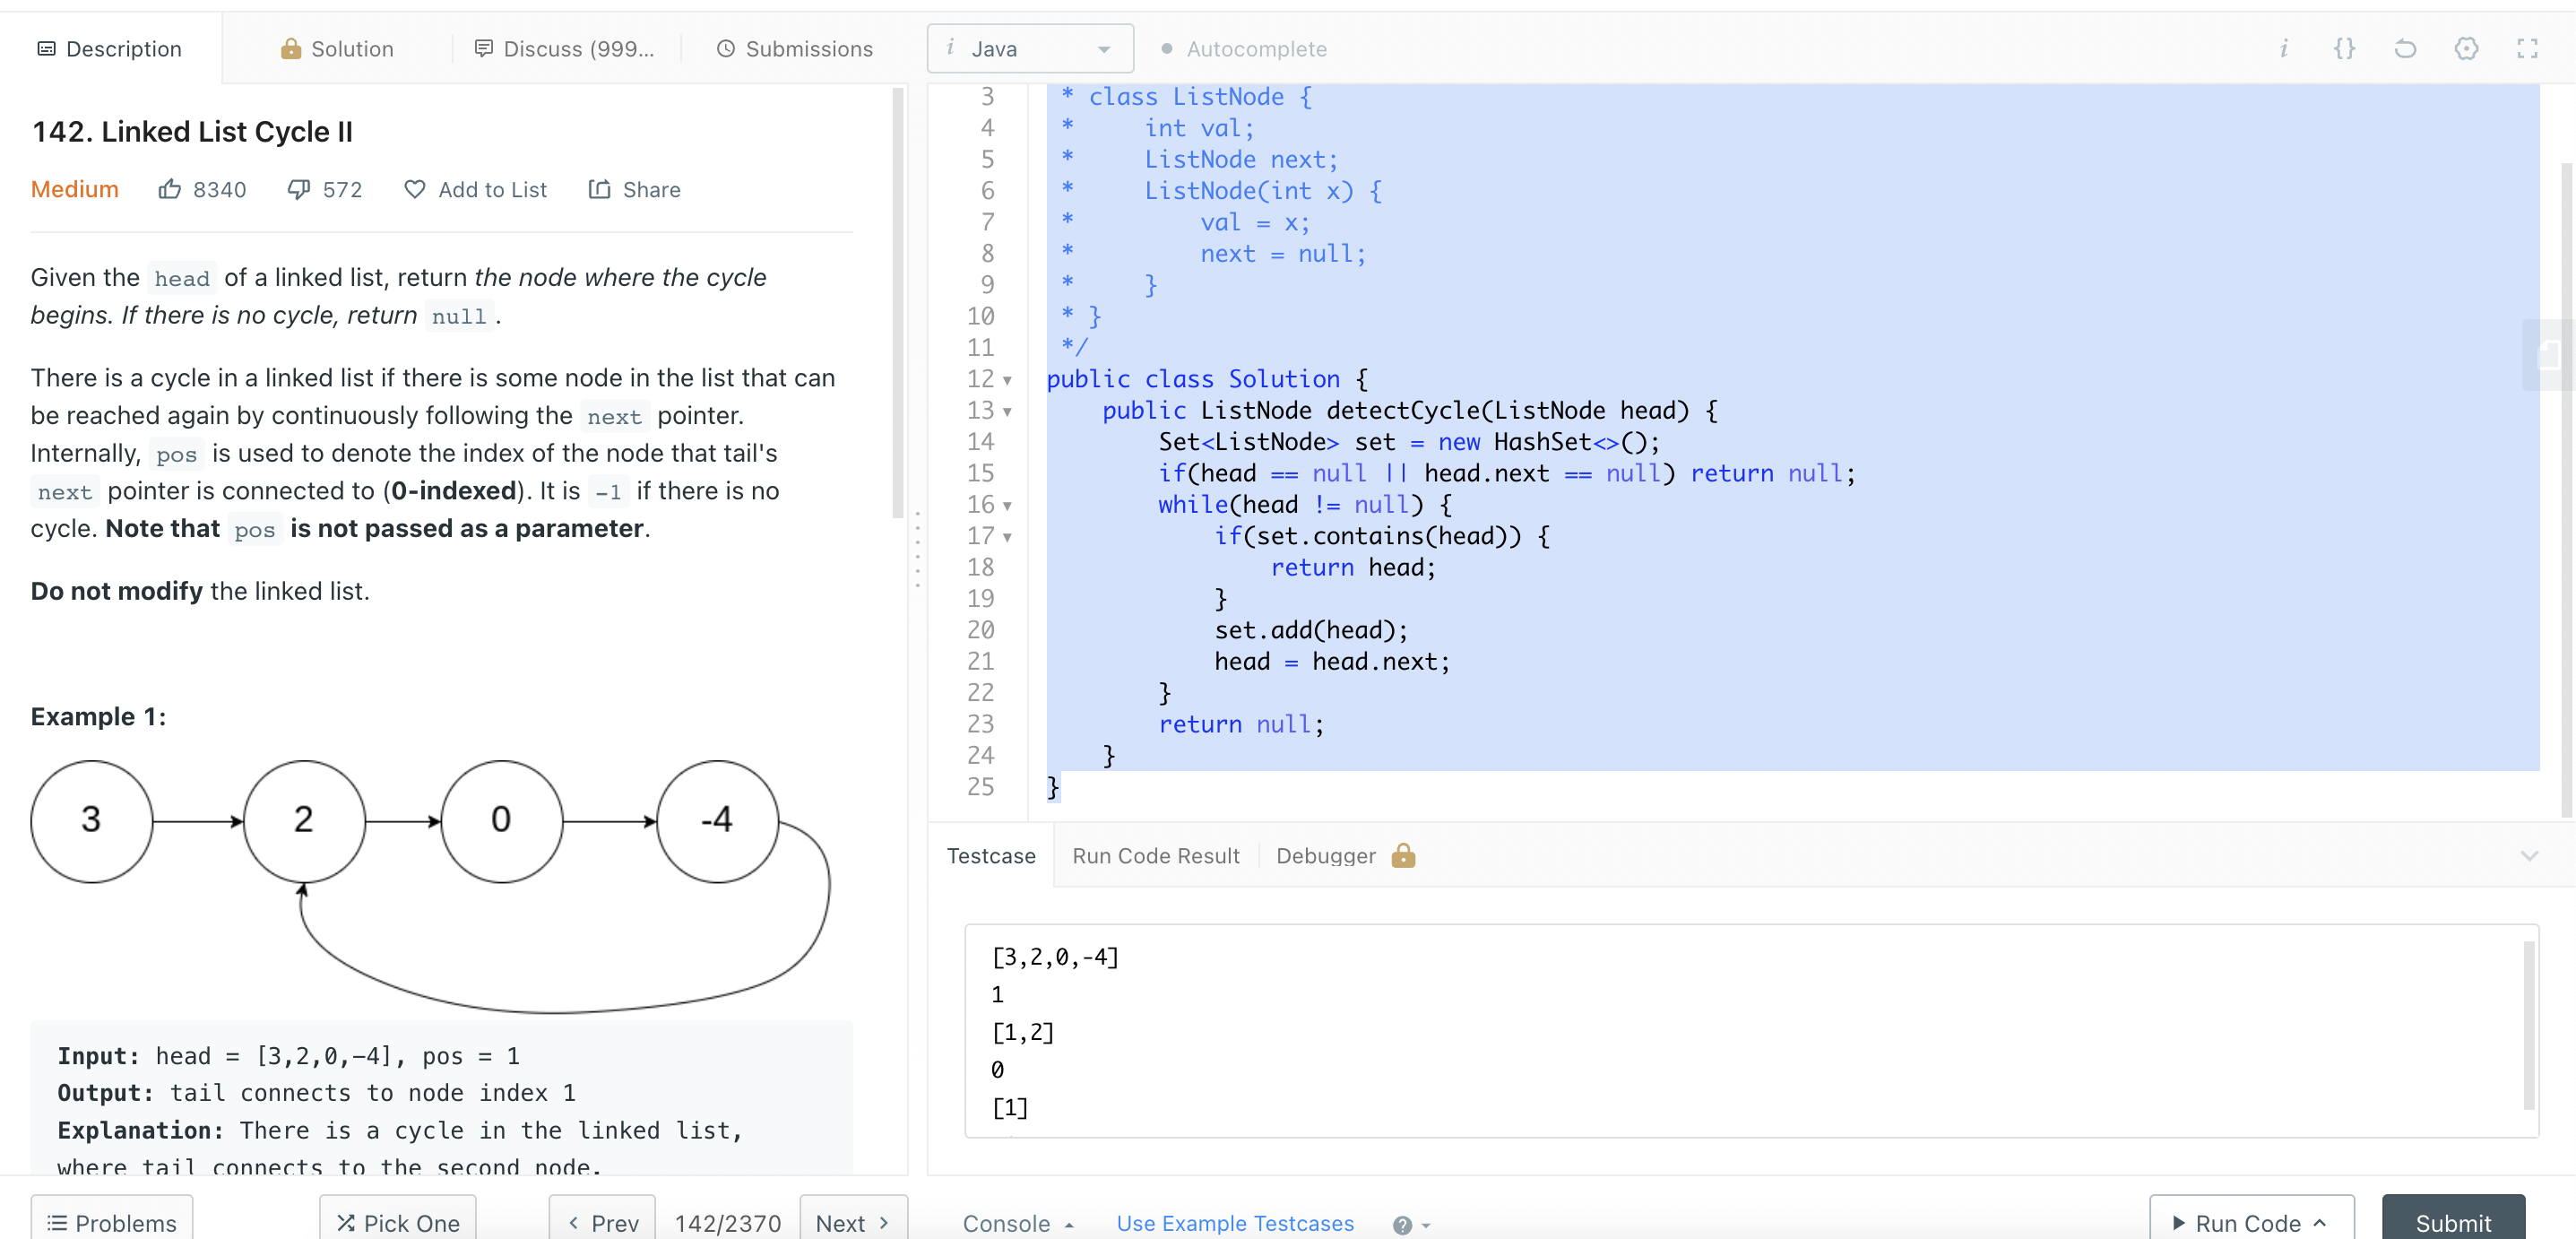 Description
Solution
Discuss (999...
Submissions
i Java
Autocomplete
i {}
142. Linked List Cycle II
Medium 8340 572 Add to List Share
Given the head of a linked list, return the node where the cycle
begins. If there is no cycle, return null .
There is a cycle in a linked list if there is some node in the list that can
be reached again by continuously following the next pointer.
Internally, pos is used to denote the index of the node that tail's
next pointer is connected to (0-indexed). It is -1 if there is no
cycle. Note that pos is not passed as a parameter.
Do not modify the linked list.
Example 1:
3 2 0 -4
Input: head = [3,2,0,-4], pos = 1
Output: tail connects to node index 1
Explanation: There is a cycle in the linked list,
where tail connects to the second node.
Problems
Pick One
< Prev
142/2370
Next >
3 * class ListNode {
4 * int val;
5 * ListNode next;
6 * ListNode(int x) {
7 * val = x;
8 * next = null;
9 * }
10 * }
11 */
12 public class Solution {
13 public ListNode detectCycle(ListNode head) {
14 Set<ListNode> set = new HashSet<>();
15 if(head == null || head.next == null) return null;
16 while(head != null) {
17 if(set.contains(head)) {
18 return head;
19 }
20 set.add(head);
21 head = head.next;
22 }
23 return null;
24 }
25 }
Testcase
Run Code Result
Debugger
[3,2,0,-4]
1
[1,2]
0
[1]
Console
Use Example Testcases
?
Run Code
Submit